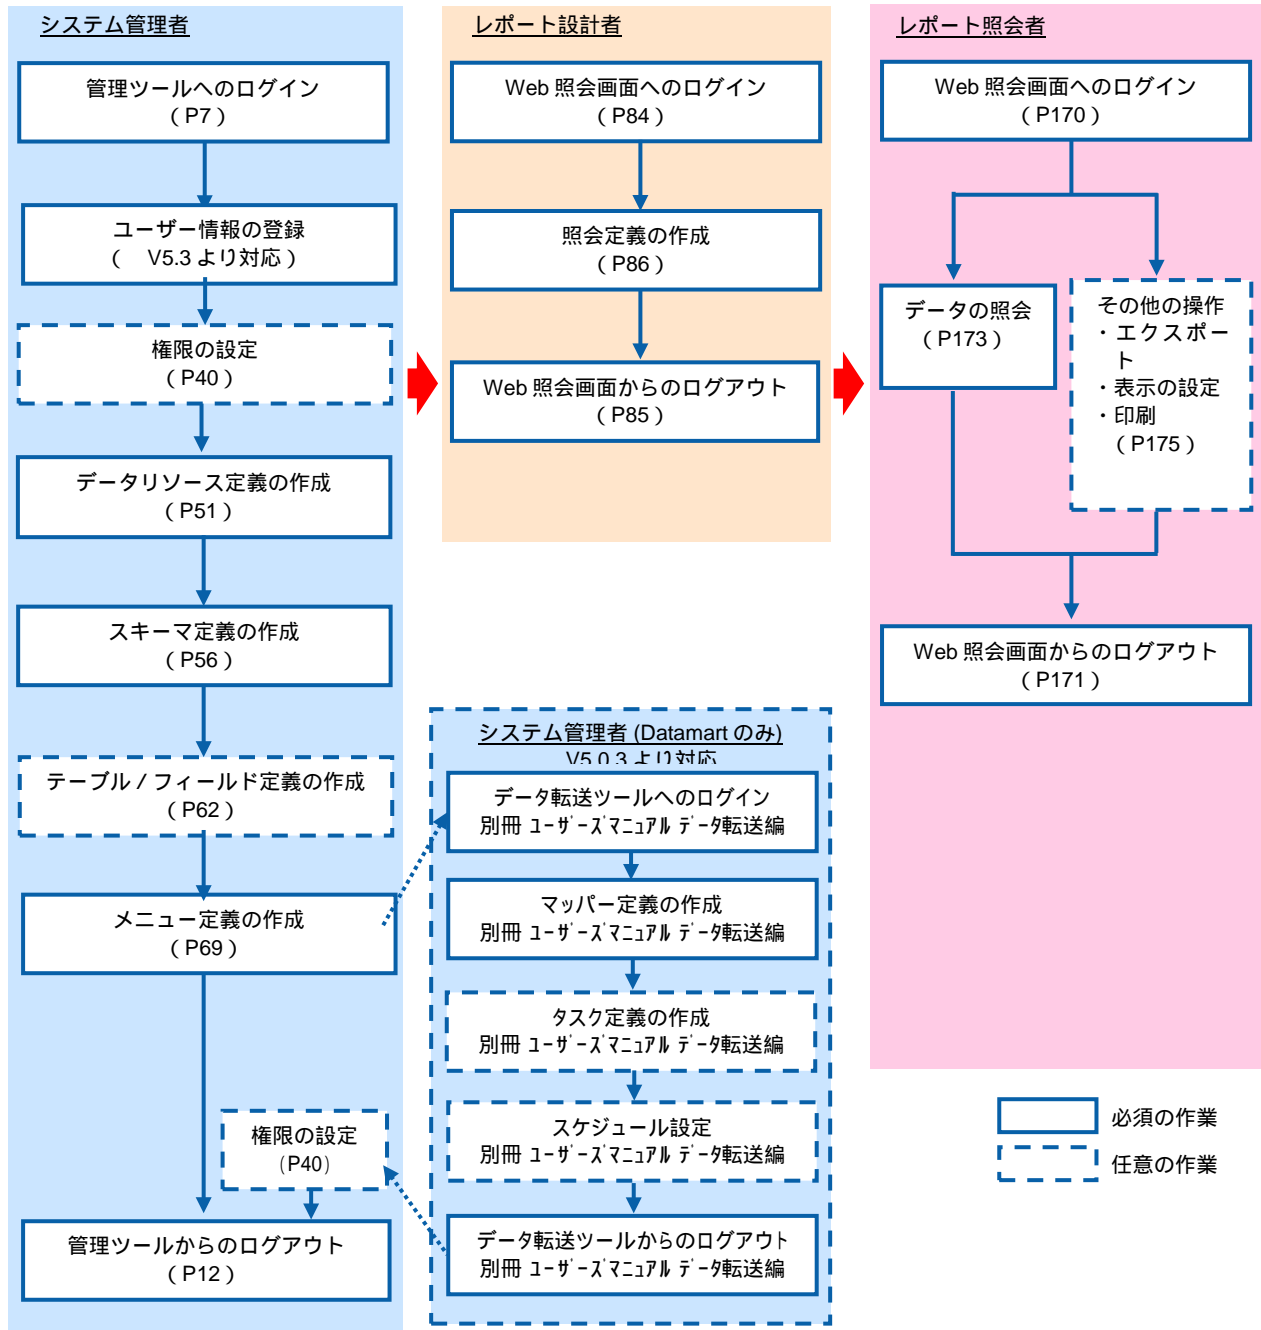 システム管理者
管理ツールへのログイン
（P7）
ユーザー情報の登録
（　V5.3 より対応）
権限の設定
（P40）
データリソース定義の作成
（P51）
スキーマ定義の作成
（P56）
テーブル / フィールド定義の作成
（P62）
メニュー定義の作成
（P69）
権限の設定
(P40)
管理ツールからのログアウト
（P12）
レポート設計者
Web 照会画面へのログイン
（P84）
照会定義の作成
（P86）
Web 照会画面からのログアウト
（P85）
システム管理者 (Datamart のみ)
V5.0.3 より対応
データ転送ツールへのログイン
別冊 ﾕｰｻﾞｰｽﾞﾏﾆｭｱﾙ ﾃﾞｰﾀ転送編
マッパー定義の作成
別冊 ﾕｰｻﾞｰｽﾞﾏﾆｭｱﾙ ﾃﾞｰﾀ転送編
タスク定義の作成
別冊 ﾕｰｻﾞｰｽﾞﾏﾆｭｱﾙ ﾃﾞｰﾀ転送編
スケジュール設定
別冊 ﾕｰｻﾞｰｽﾞﾏﾆｭｱﾙ ﾃﾞｰﾀ転送編
データ転送ツールからのログアウト
別冊 ﾕｰｻﾞｰｽﾞﾏﾆｭｱﾙ ﾃﾞｰﾀ転送編
レポート照会者
Web 照会画面へのログイン
（P170）
データの照会
（P173）
その他の操作
・エクスポー
ト
・表示の設定
・印刷
（P175）
Web 照会画面からのログアウト
（P171）
必須の作業
任意の作業